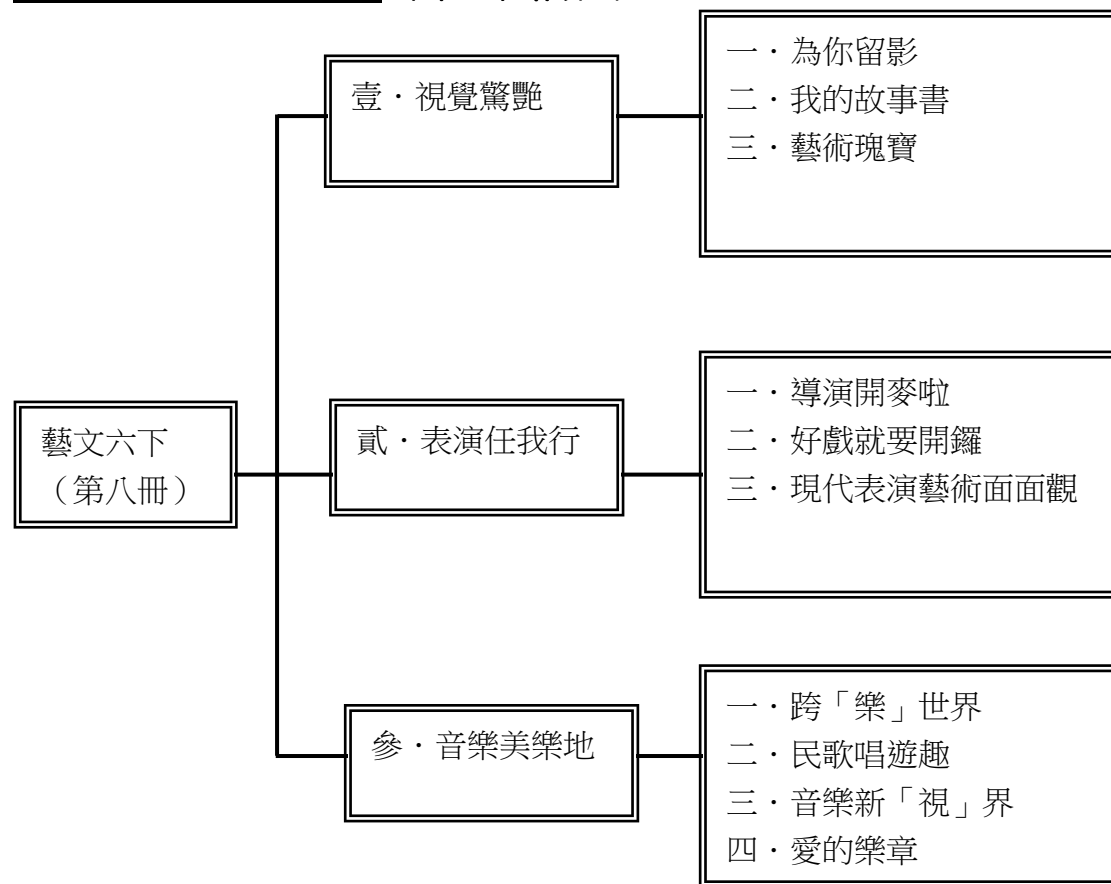 壹．視覺驚艷
一．為你留影
二．我的故事書
三．藝術瑰寶
藝文六下
（第八冊）
貳．表演任我行
一．導演開麥啦
二．好戲就要開鑼
三．現代表演藝術面面觀
參．音樂美樂地
一．跨「樂」世界
二．民歌唱遊趣
三．音樂新「視」界
四．愛的樂章